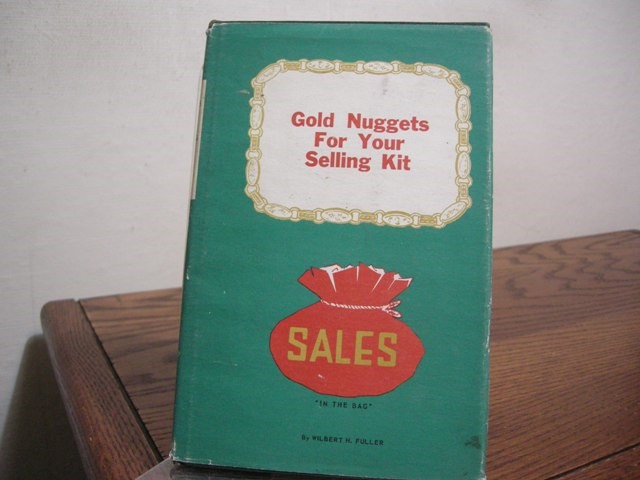 Gold Nuggets
For Your
Selling Kit
SALES
"IN THE BAG"
By WILBERT H. FULLER